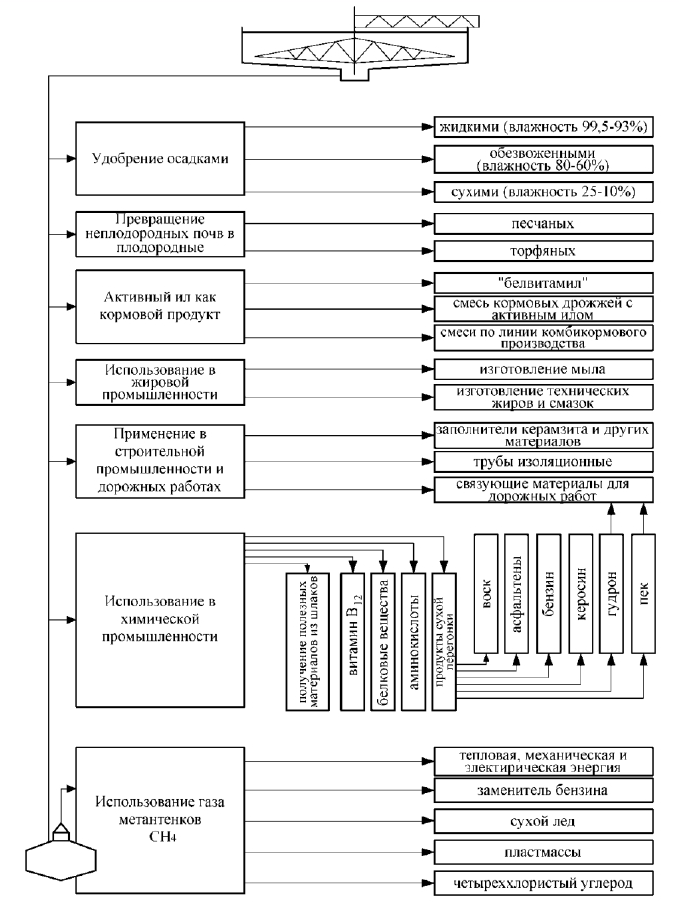 жидкими (влажность 99,5-93%)
Удобрение осадками
обезвоженными
(влажность 80-60%)
сухими (влажность 25-10%)
Превращение
неплодородных почв в
плодородные
песчаных
торфяных
Активный ил как
кормовой продукт
"белвитамил"
смесь кормовых дрожжей с
активным илом
смеси по линии комбикормового
производства
Использование в
жировой
промышленности
изготовление мыла
изготовление технических
жиров и смазок
Применение в
строительной
промышленности и
дорожных работах
заполнители керамзита и других
материалов
трубы изоляционные
связующие материалы для
дорожных работ
Использование в
химической
промышленности
получение полезных
материалов из шлаков
витамин В12
белковые вещества
аминокислоты
продукты сухой
перегонки
воск
асфальтены
бензин
керосин
гудрон
пек
Использование газа
метантенков
СН4
тепловая, механическая и
электирическая энергия
заменитель бензина
сухой лед
пластмассы
четыреххлористый углерод